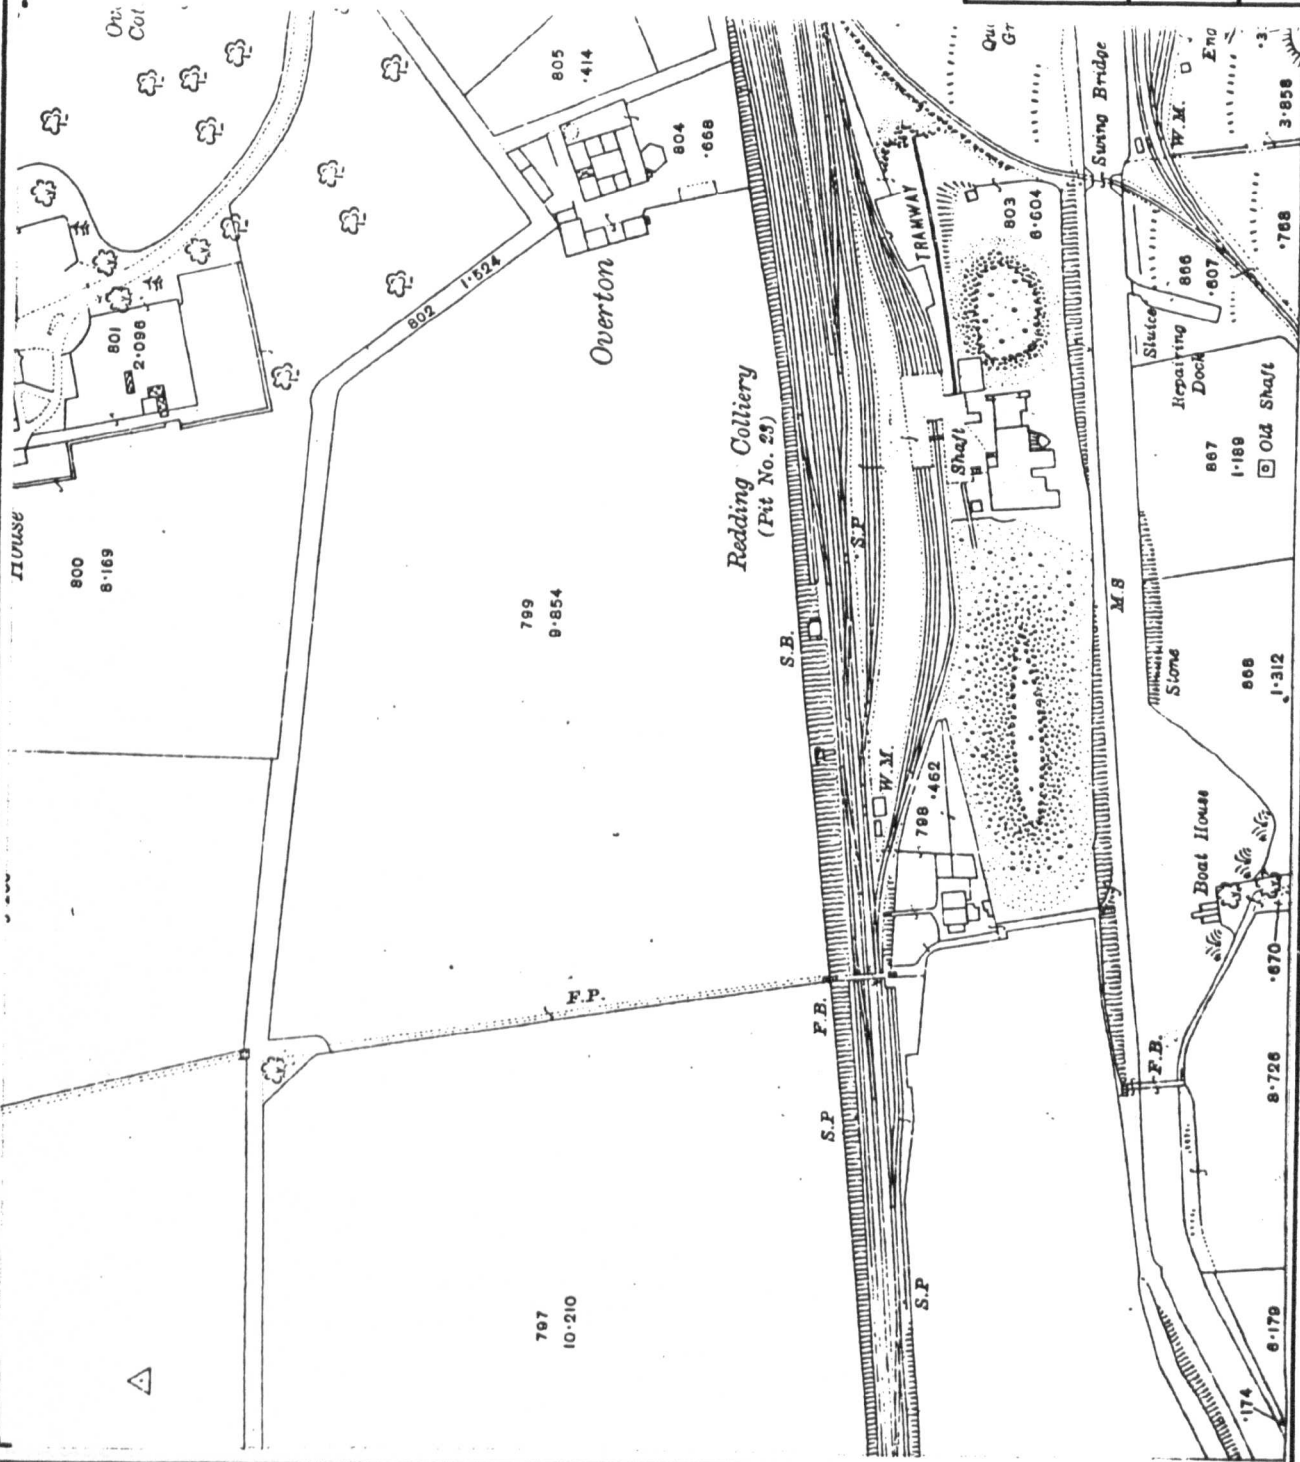 805
·414
804
·668
TRAMWAY
803
6·604
Swing Bridge
W.M.
Eng
3·858
·768
866
·607
Sluice
Repairing
Dock
867
1·189
Old Shaft
801
2·096
802
1·524
Overton
Redding Colliery
(Pit No. 23)
Shaft
House
800
8·169
799
9·854
S.P
S.B.
M.S
Stone
868
1·312
W.M.
798
·462
Boat House
·670
F.P.
F.B.
F.B.
8·726
S.P
S.P
797
10·210
6·179
·174